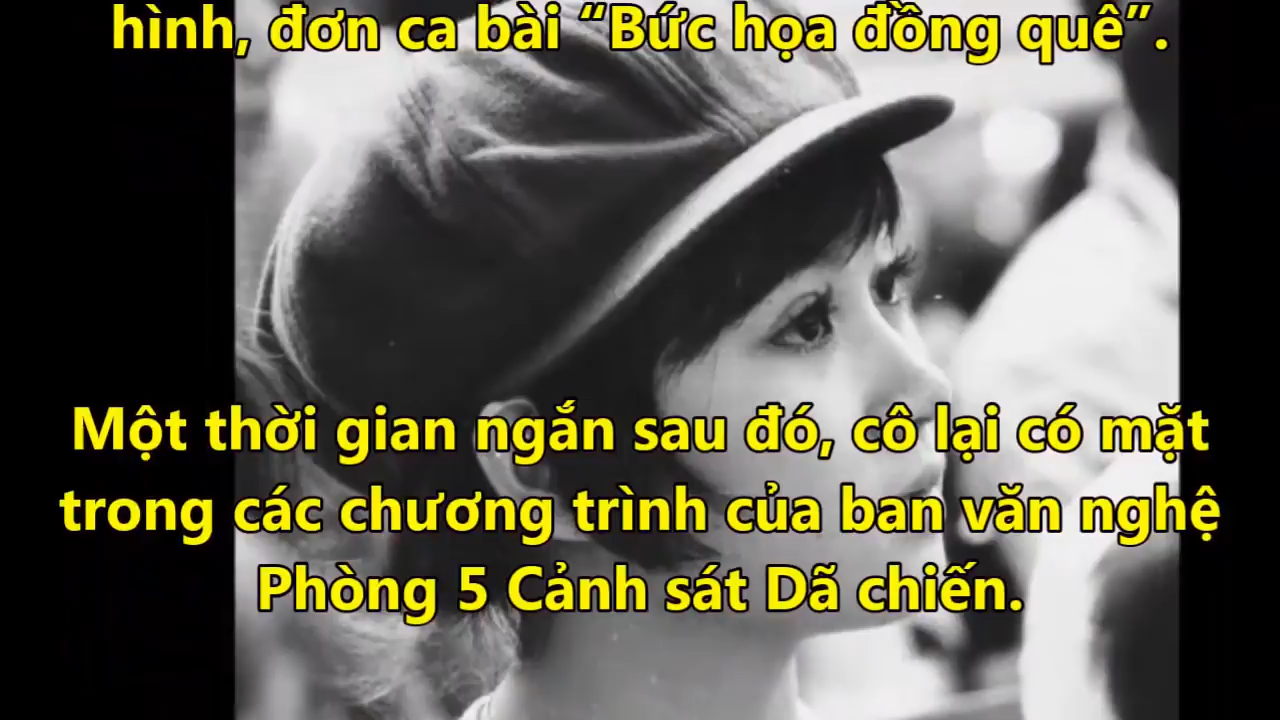 hình, đơn ca bài “Bức họa đồng quê”.
Một thời gian ngắn sau đó, cô lại có mặt
trong các chương trình của ban văn nghệ
Phòng 5 Cảnh sát Dã chiến.